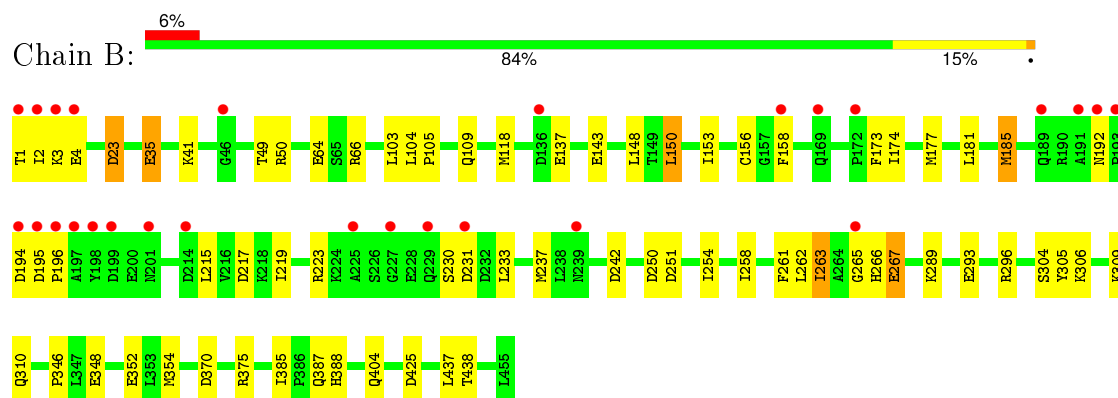 6%
Chain B:
84% 15% •
T1 I2 K3 E4 D23 E35 K41 G46 T49 R50 E64 S65 R66 L103 L104 P105 Q109 M118 D136 E137 E143 L148 T149 L150 I153 C156 G157 F158 Q169 P172 F173 I174 M177 L181 M185 Q189 R190 A191 N192 P193
D194 D195 P196 A197 Y198 D199 E200 N201 D214 L215 V216 D217 K218 I219 R223 K224 A225 S226 G227 E228 Q229 S230 D231 D232 L233 M237 L238 N239 D242 D250 D251 I254 I258 F261 L262 I263 A264 G265 H266 E267 K289 E293 R296 S304 Y305 K306 K309
Q310 P346 L347 E348 E352 L353 M354 D370 R375 I385 P386 Q387 H388 Q404 D425 L437 T438 L455